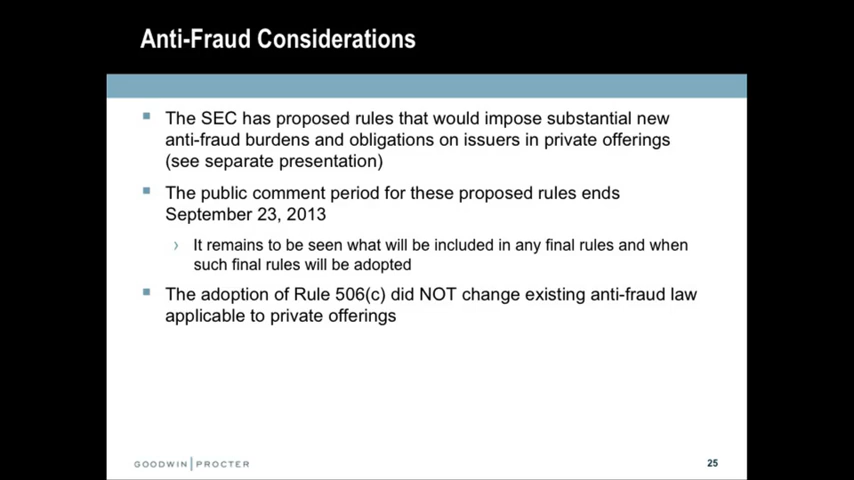 Anti-Fraud Considerations
The SEC has proposed rules that would impose substantial new
anti-fraud burdens and obligations on issuers in private offerings
(see separate presentation)
The public comment period for these proposed rules ends
September 23, 2013
› It remains to be seen what will be included in any final rules and when
such final rules will be adopted
The adoption of Rule 506(c) did NOT change existing anti-fraud law
applicable to private offerings
GOODWIN | PROCTER
25